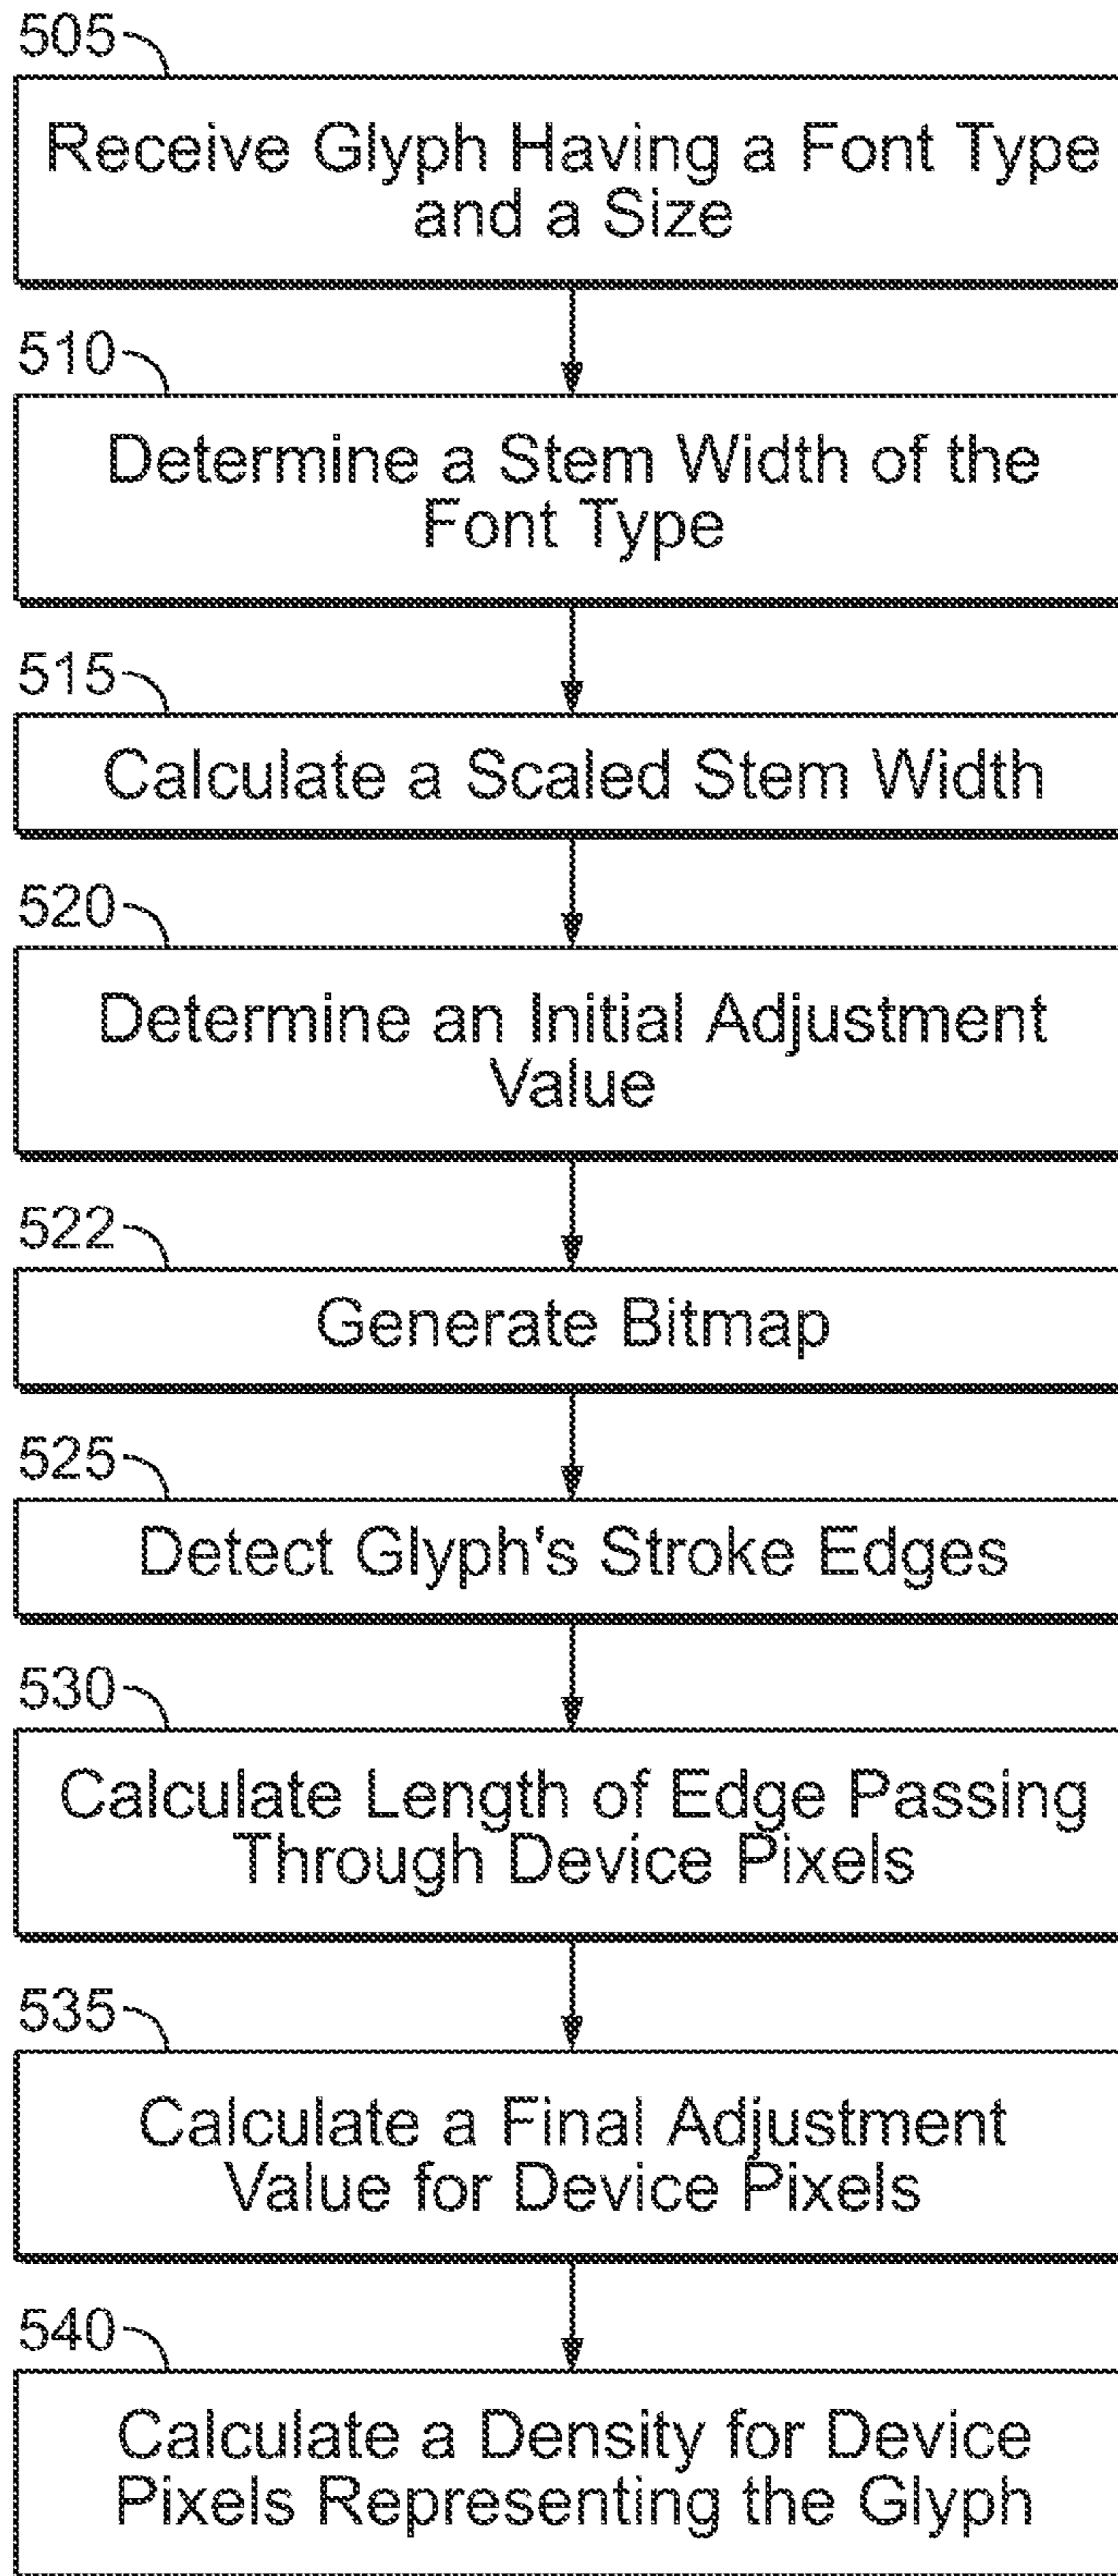 505
Receive Glyph Having a Font Type
and a Size
510
Determine a Stem Width of the
Font Type
515
Calculate a Scaled Stem Width
520
Determine an Initial Adjustment
Value
522
Generate Bitmap
525
Detect Glyph's Stroke Edges
530
Calculate Length of Edge Passing
Through Device Pixels
535
Calculate a Final Adjustment
Value for Device Pixels
540
Calculate a Density for Device
Pixels Representing the Glyph